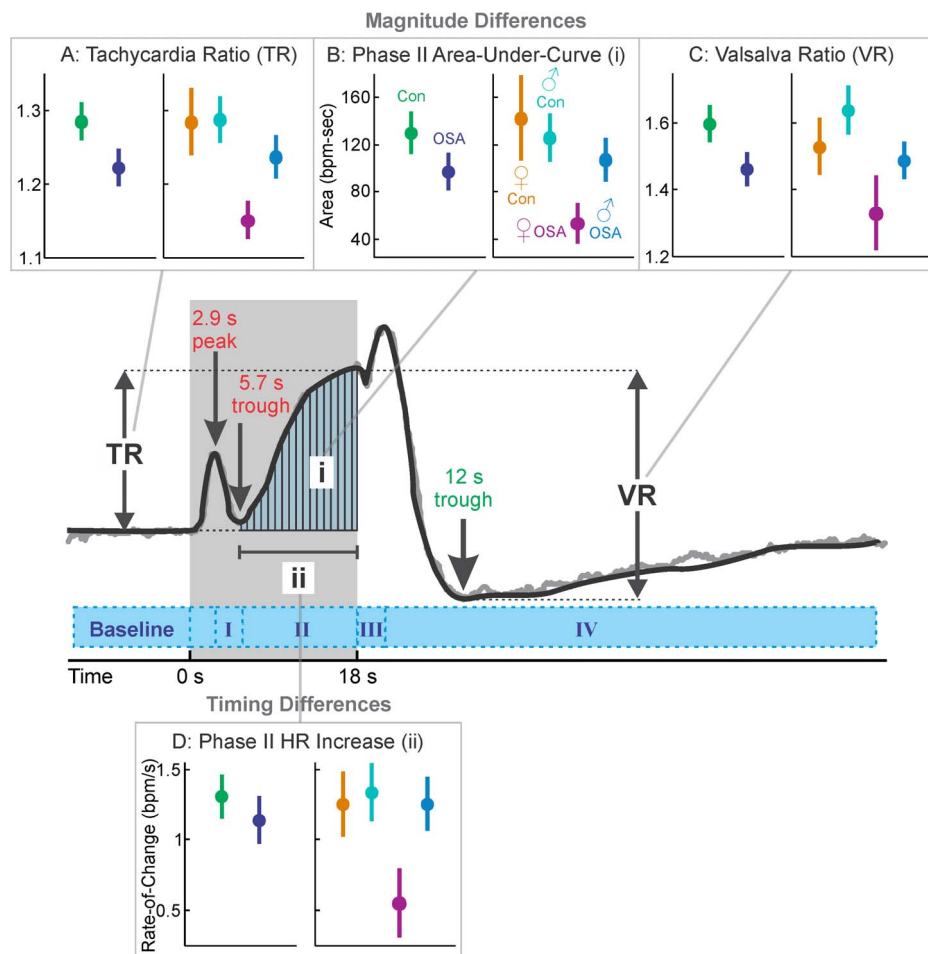 Magnitude Differences
A: Tachycardia Ratio (TR)
1.3
1.2
1.1
B: Phase II Area-Under-Curve (i)
Area (bpm-sec)
160
120
80
40
Con
OSA
♂
Con
♀
Con
♀OSA
♂
OSA
C: Valsalva Ratio (VR)
1.6
1.4
1.2
2.9 s
peak
5.7 s
trough
TR
i
ii
12 s
trough
VR
Baseline I II III IV
Time 0 s 18 s
Timing Differences
D: Phase II HR Increase (ii)
Rate-of-Change (bpm/s)
1.5
1
0.5